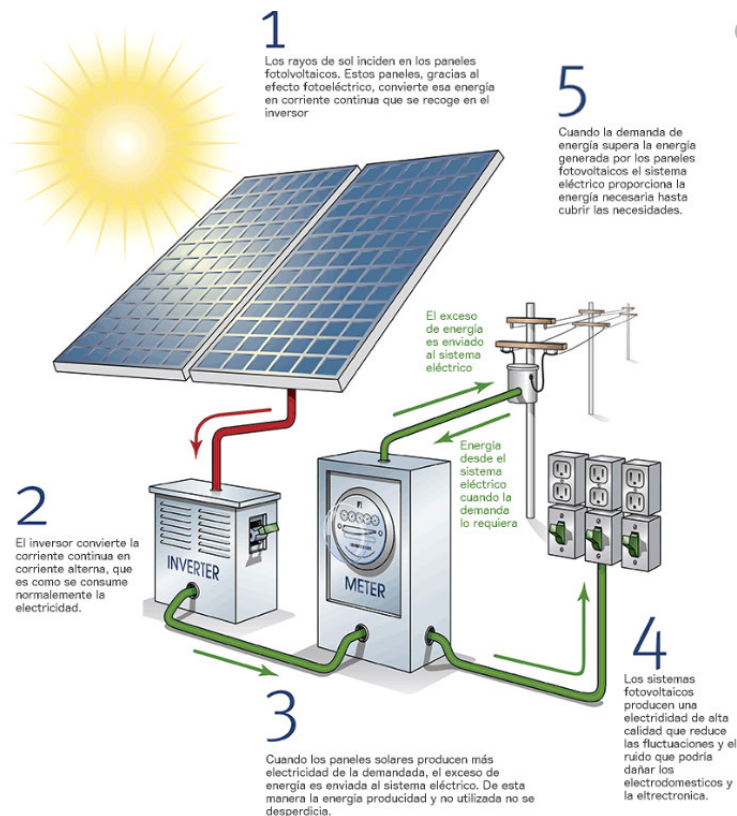 1
Los rayos de sol inciden en los paneles
fotolvoltaicos. Estos paneles, gracias al
efecto fotoeléctrico, convierte esa energía
en corriente continua que se recoge en el
inversor
5
Cuando la demanda de
energía supera la energía
generada por los paneles
fotovoltaicos el sistema
eléctrico proporciona la
energía necesaria hasta
cubrir las necesidades.
El exceso
de energía
es enviado
al sistema
eléctrico
Energía
desde el
sistema
eléctrico
cuando la
demanda
lo requiera
2
El inversor convierte la
corriente continua en
corriente alterna, que
es como se consume
normalmente la
electricidad.
INVERTER
METER
3
Cuando los paneles solares producen más
electricidad de la demandada, el exceso de
energía es enviado al sistema eléctrico. De esta
manera la energía producidad y no utilizada no se
desperdicia.
4
Los sistemas
fotovoltaicos
producen una
electrididad de alta
calidad que reduce
las fluctuaciones y el
ruido que podría
dañar los
electrodomesticos y
la eltrectronica.